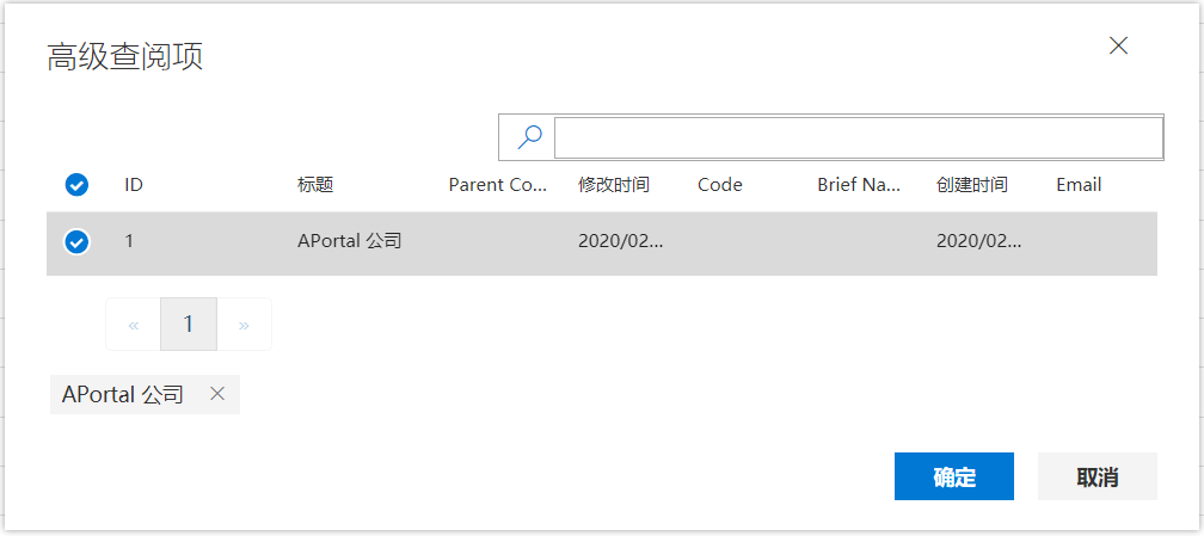 高级查阅项
ID 标题 Parent Co... 修改时间 Code Brief Na... 创建时间 Email
1 APortal 公司 2020/02... 2020/02...
« 1 »
APortal 公司
确定 取消